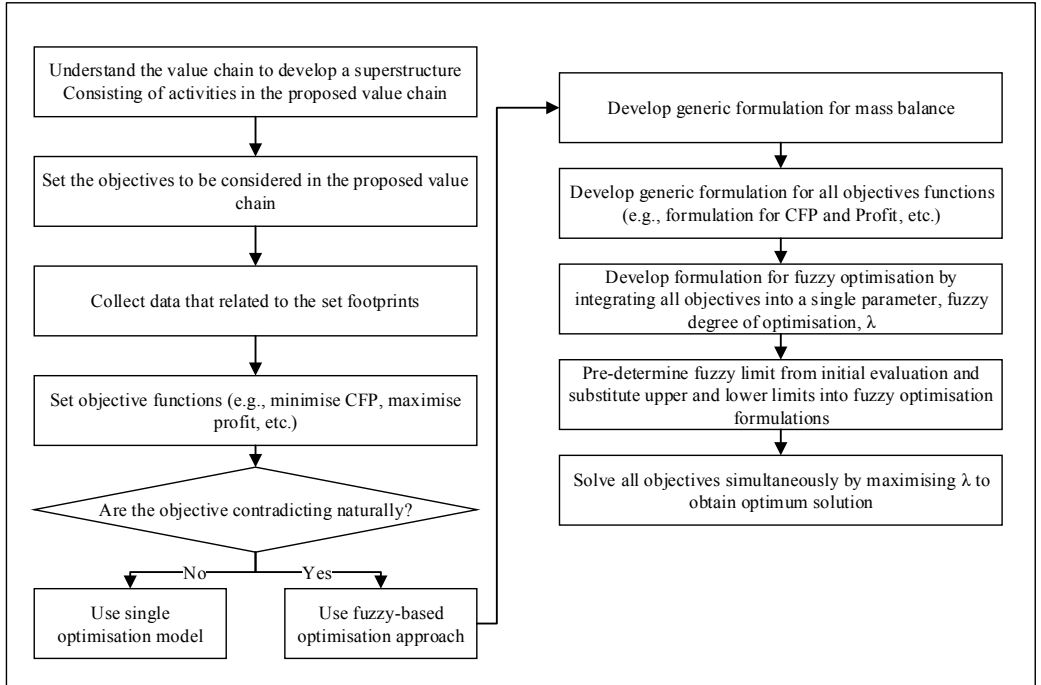 Understand the value chain to develop a superstructure
Consisting of activities in the proposed value chain
Set the objectives to be considered in the proposed value
chain
Collect data that related to the set footprints
Set objective functions (e.g., minimise CFP, maximise
profit, etc.)
Are the objective contradicting naturally?
No
Yes
Use single
optimisation model
Use fuzzy-based
optimisation approach
Develop generic formulation for mass balance
Develop generic formulation for all objectives functions
(e.g., formulation for CFP and Profit, etc.)
Develop formulation for fuzzy optimisation by
integrating all objectives into a single parameter, fuzzy
degree of optimisation, λ
Pre-determine fuzzy limit from initial evaluation and
substitute upper and lower limits into fuzzy optimisation
formulations
Solve all objectives simultaneously by maximising λ to
obtain optimum solution